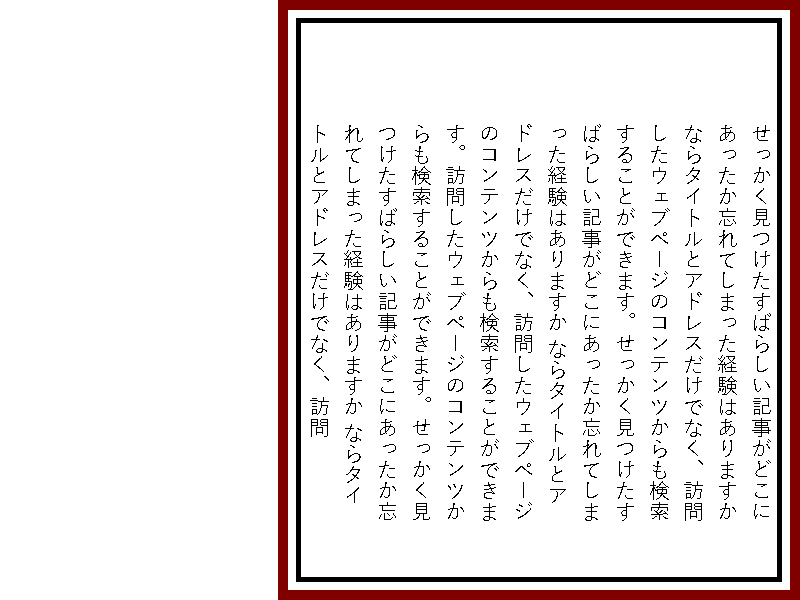 せっかく見つけたすばらしい記事がどこに
あったか忘れてしまった経験はありますか
ならタイトルとアドレスだけでなく、訪問
したウェブページのコンテンツからも検索
することができます。せっかく見つけたす
ばらしい記事がどこにあったか忘れてしま
った経験はありますか ならタイトルとア
ドレスだけでなく、訪問したウェブページ
のコンテンツからも検索することができま
す。訪問したウェブページのコンテンツか
らも検索することができます。せっかく見
つけたすばらしい記事がどこにあったか忘
れてしまった経験はありますか ならタイ
トルとアドレスだけでなく、訪問